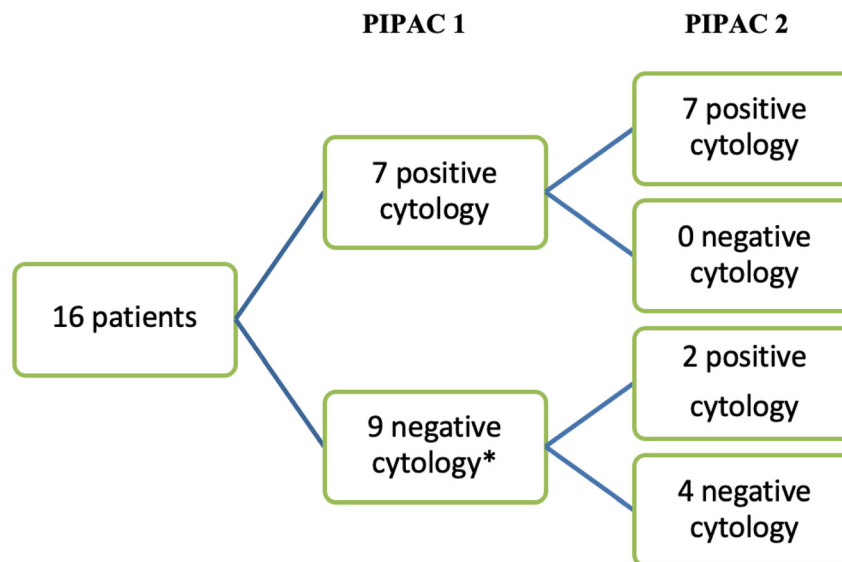 PIPAC 1
PIPAC 2
16 patients
7 positive
cytology
9 negative
cytology*
7 positive
cytology
0 negative
cytology
2 positive
cytology
4 negative
cytology